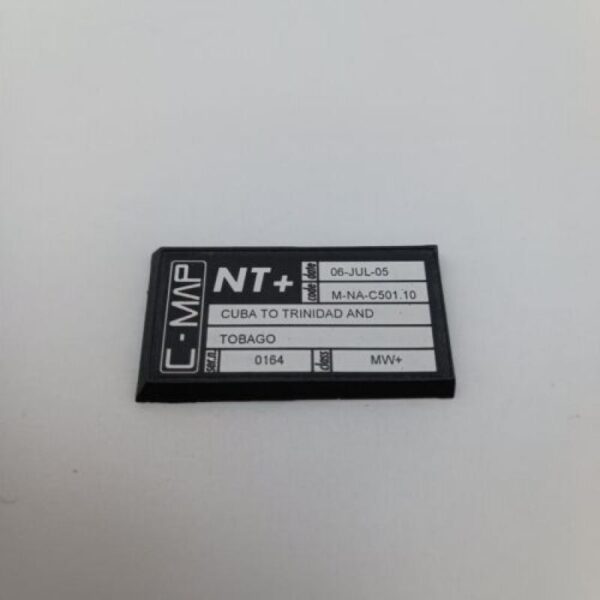 C-MAP
NT+
date 06-JUL-05
code M-NA-C501.10
CUBA TO TRINIDAD AND
TOBAGO
ser.n. 0164 class MW+